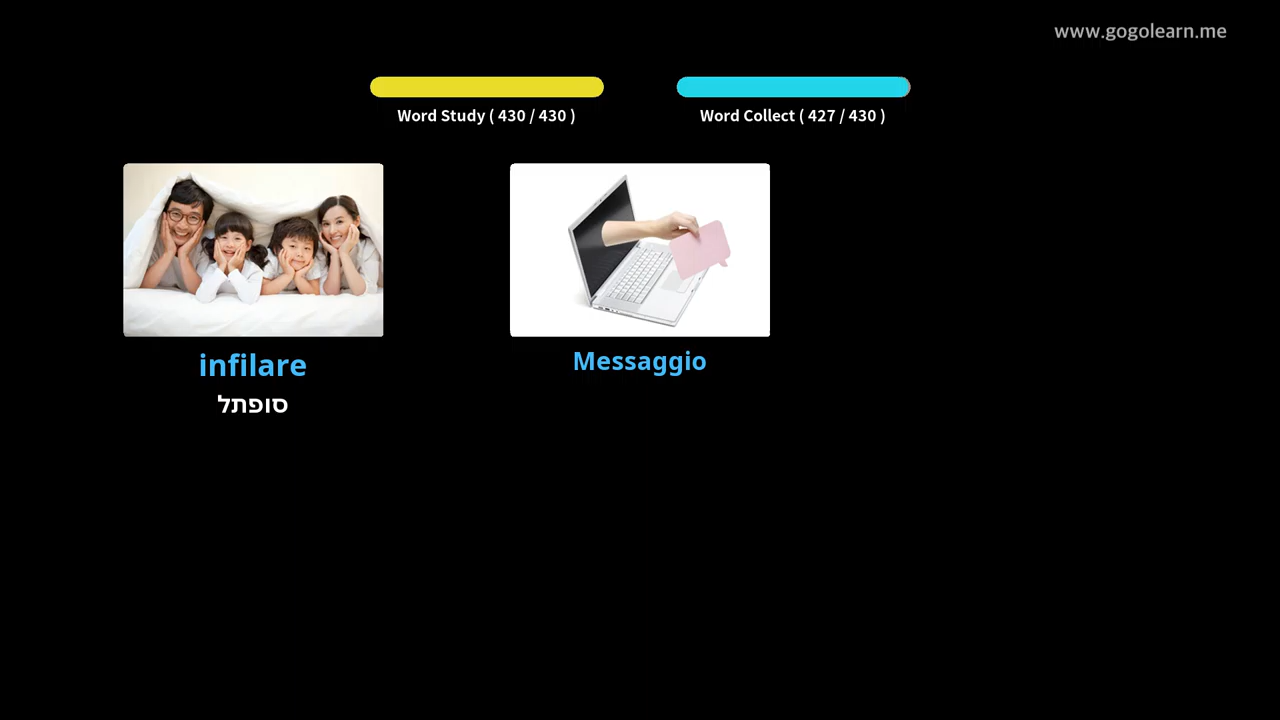 www.gogolearn.me
Word Study ( 430 / 430 )
Word Collect ( 427 / 430 )
infilare
סופתל
Messaggio